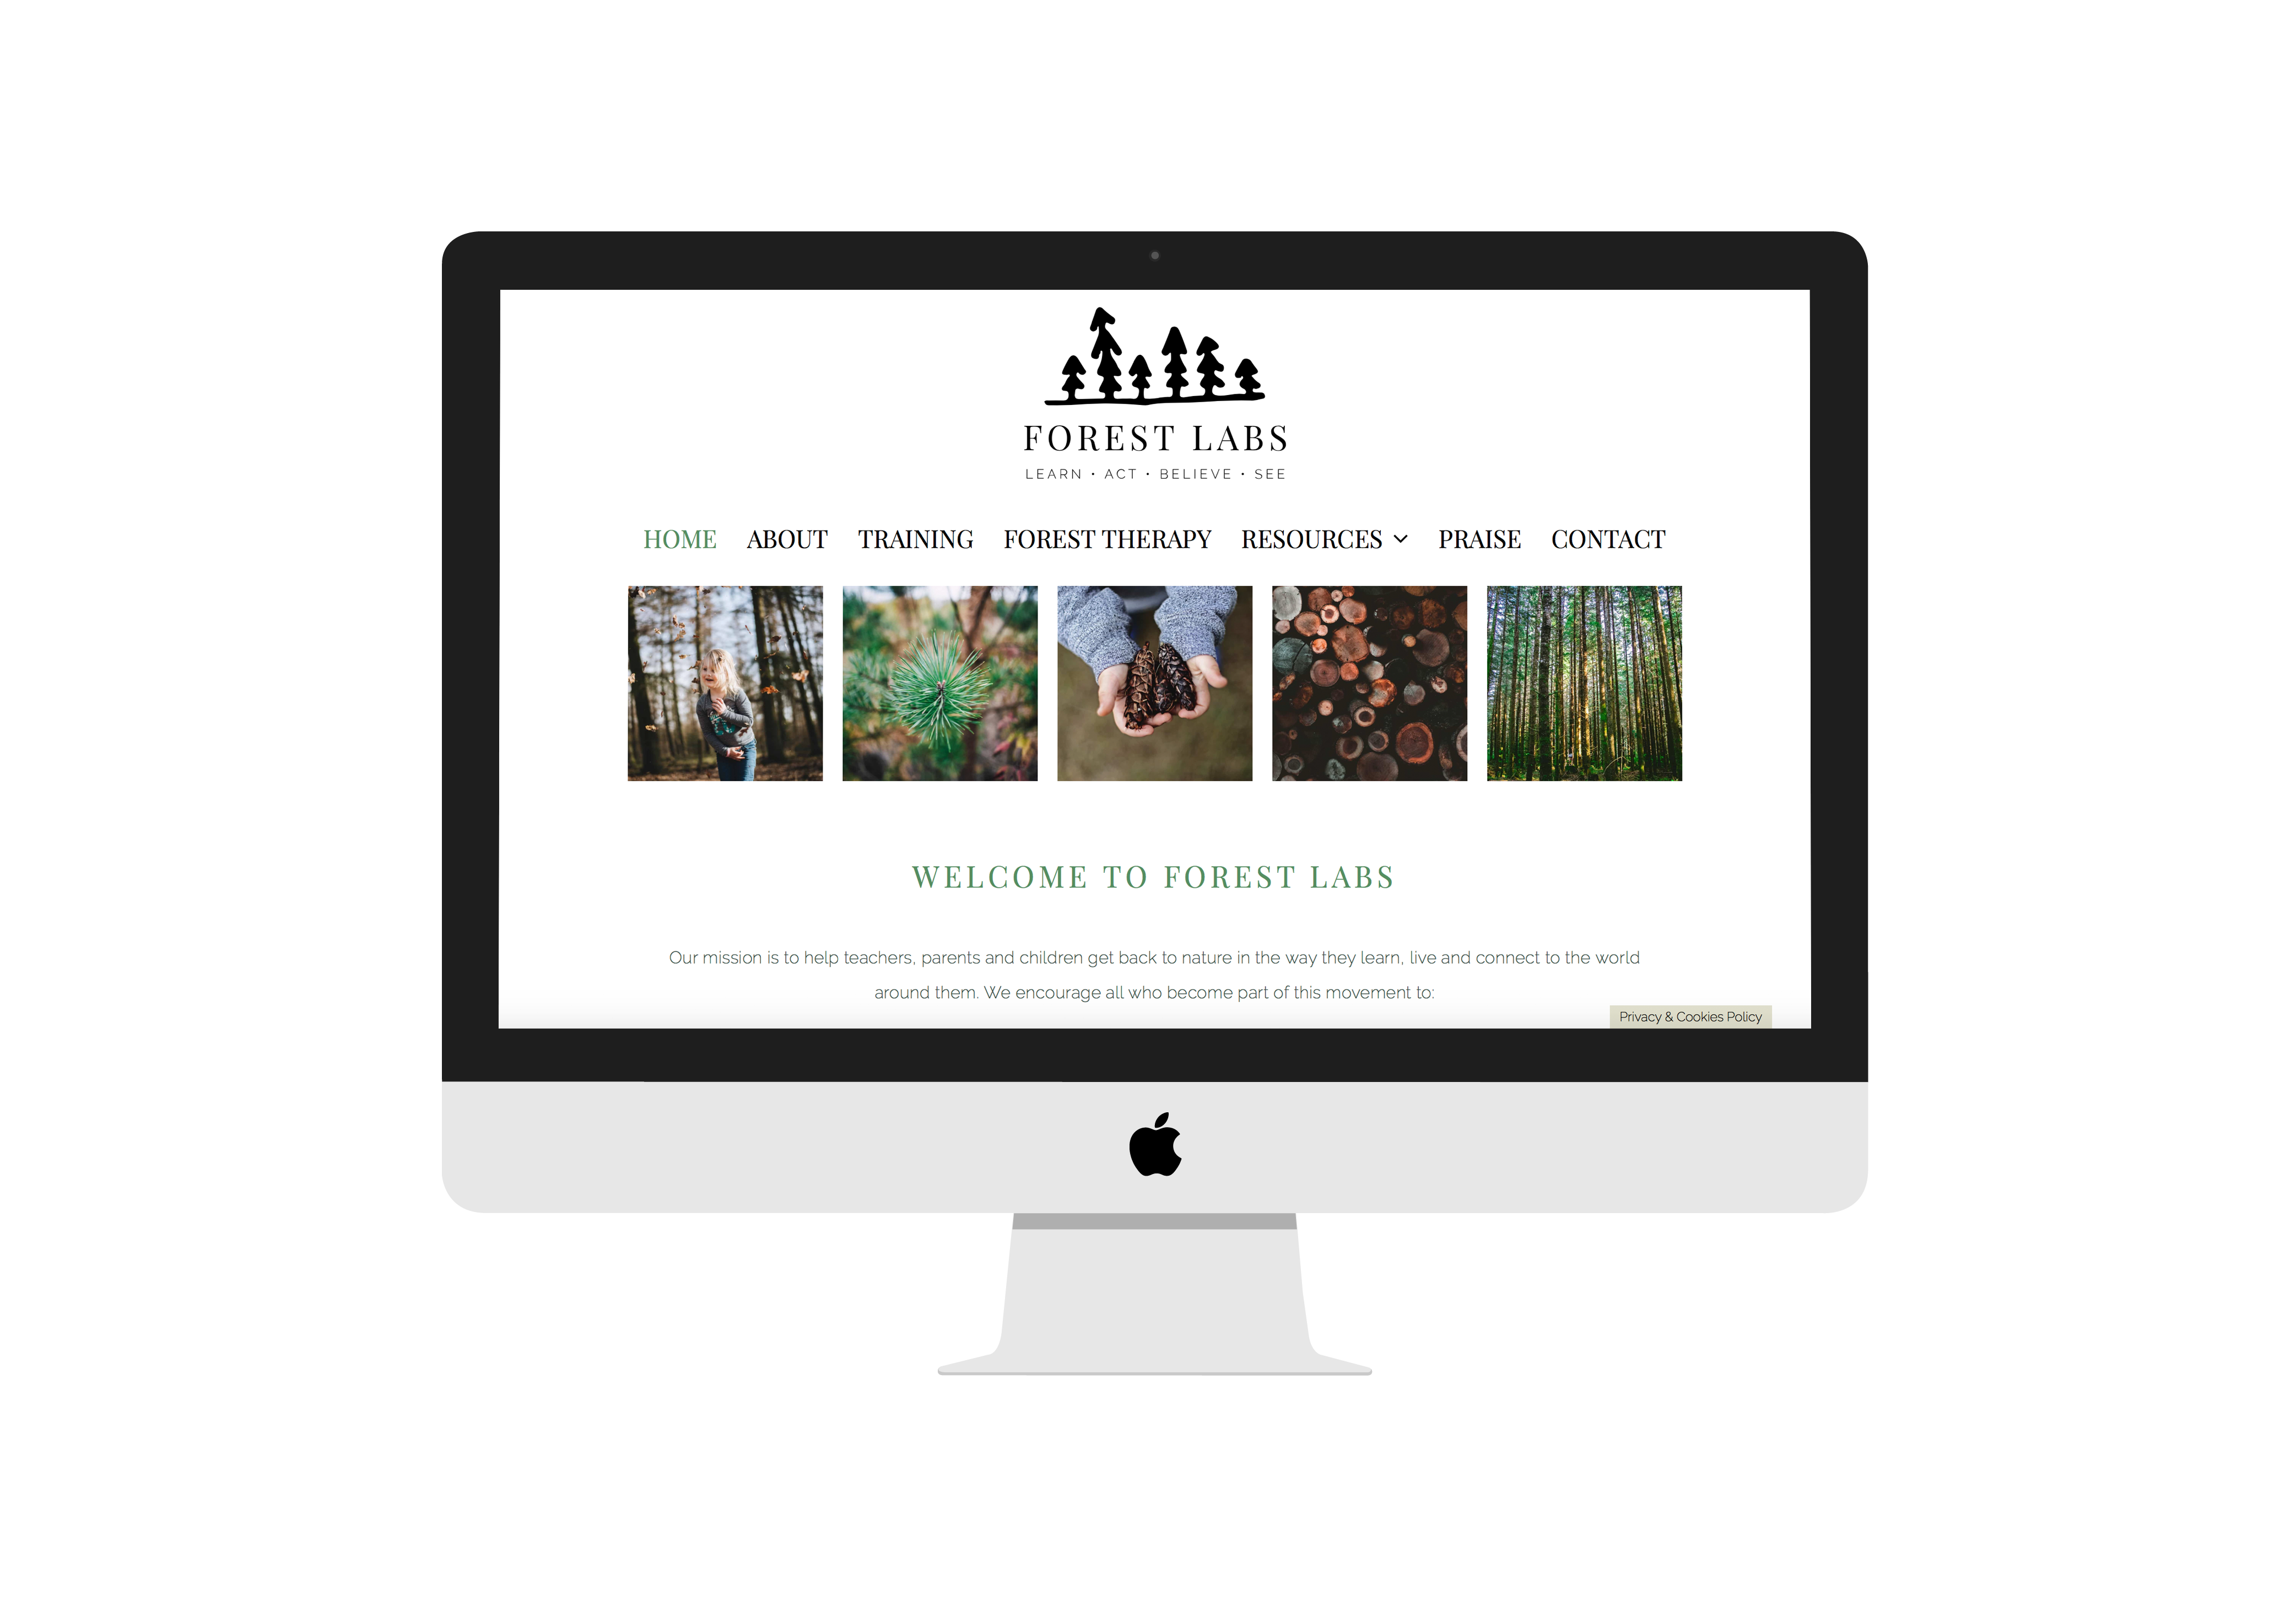 FOREST LABS
LEARN • ACT • BELIEVE • SEE
HOME ABOUT TRAINING FOREST THERAPY RESOURCES PRAISE CONTACT
WELCOME TO FOREST LABS
Our mission is to help teachers, parents and children get back to nature in the way they learn, live and connect to the world
around them. We encourage all who become part of this movement to:
Privacy & Cookies Policy